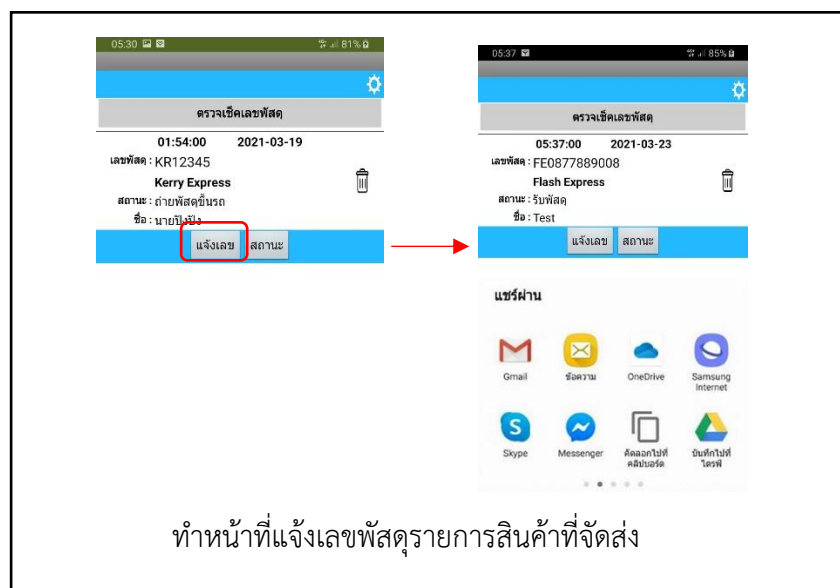 05:30 81%
ตรวจเช็คเลขพัสดุ
01:54:00 2021-03-19
เลขพัสดุ : KR12345
Kerry Express
สถานะ : ถ่ายพัสดุขึ้นรถ
ชื่อ : นายปังปัง
แจ้งเลข สถานะ
05:37 85%
ตรวจเช็คเลขพัสดุ
05:37:00 2021-03-23
เลขพัสดุ : FE0877889008
Flash Express
สถานะ : รับพัสดุ
ชื่อ : Test
แจ้งเลข สถานะ
แชร์ผ่าน
Gmail ข้อความ OneDrive Samsung
Internet
Skype Messenger คัดลอกไปที่ บันทึกไปที่
คลิปบอร์ด ไดรฟ์
ทำหน้าที่แจ้งเลขพัสดุรายการสินค้าที่จัดส่ง